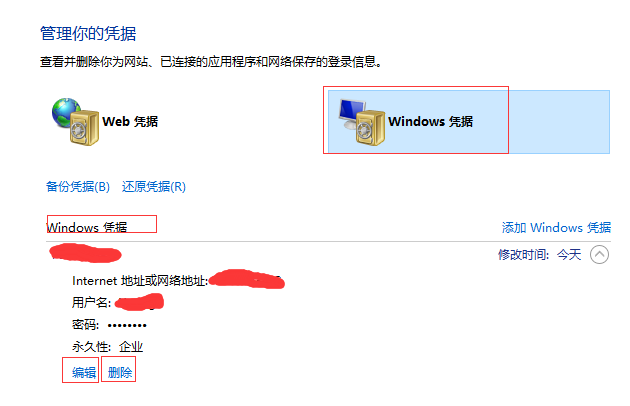 管理你的凭据
查看并删除你为网站、已连接的应用程序和网络保存的登录信息。
Web 凭据 Windows 凭据
备份凭据(B) 还原凭据(R)
Windows 凭据 添加 Windows 凭据
修改时间: 今天
Internet 地址或网络地址:
用户名:
密码: ••••••••
永久性: 企业
编辑 删除